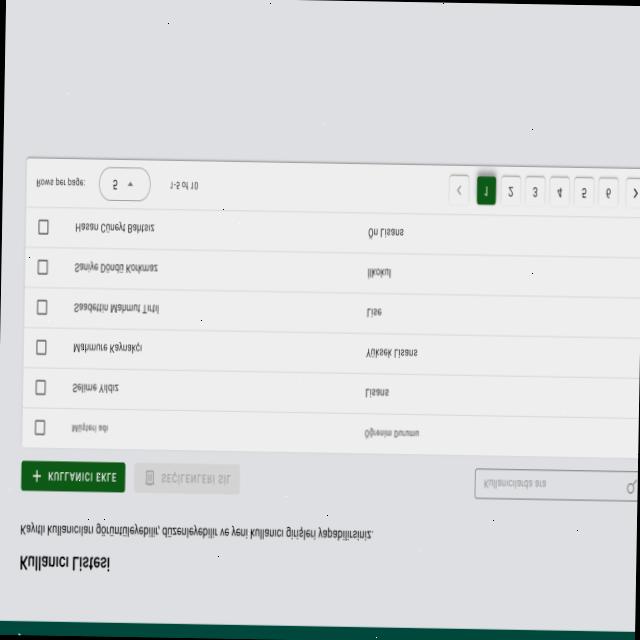 Kullanıcı Listesi
Kayıtlı kullanıcıları görüntüleyebilir, düzenleyebilir ve yeni kullanıcı girişleri yapabilirsiniz.
+ KULLANICI EKLE
SEÇİLENLERİ SİL
Kullanıcılarda ara
Müşteri adı Öğrenim Durumu
Selime Yıldız Lisans
Mahmure Kaynakçı Yüksek Lisans
Saadettin Mahmut Tırtıl Lise
Saniye Döndü Korkmaz İlkokul
Hasan Cüneyt Bahtsız Ön Lisans
Rows per page: 5 1-5 of 10 1 2 3 4 5 6